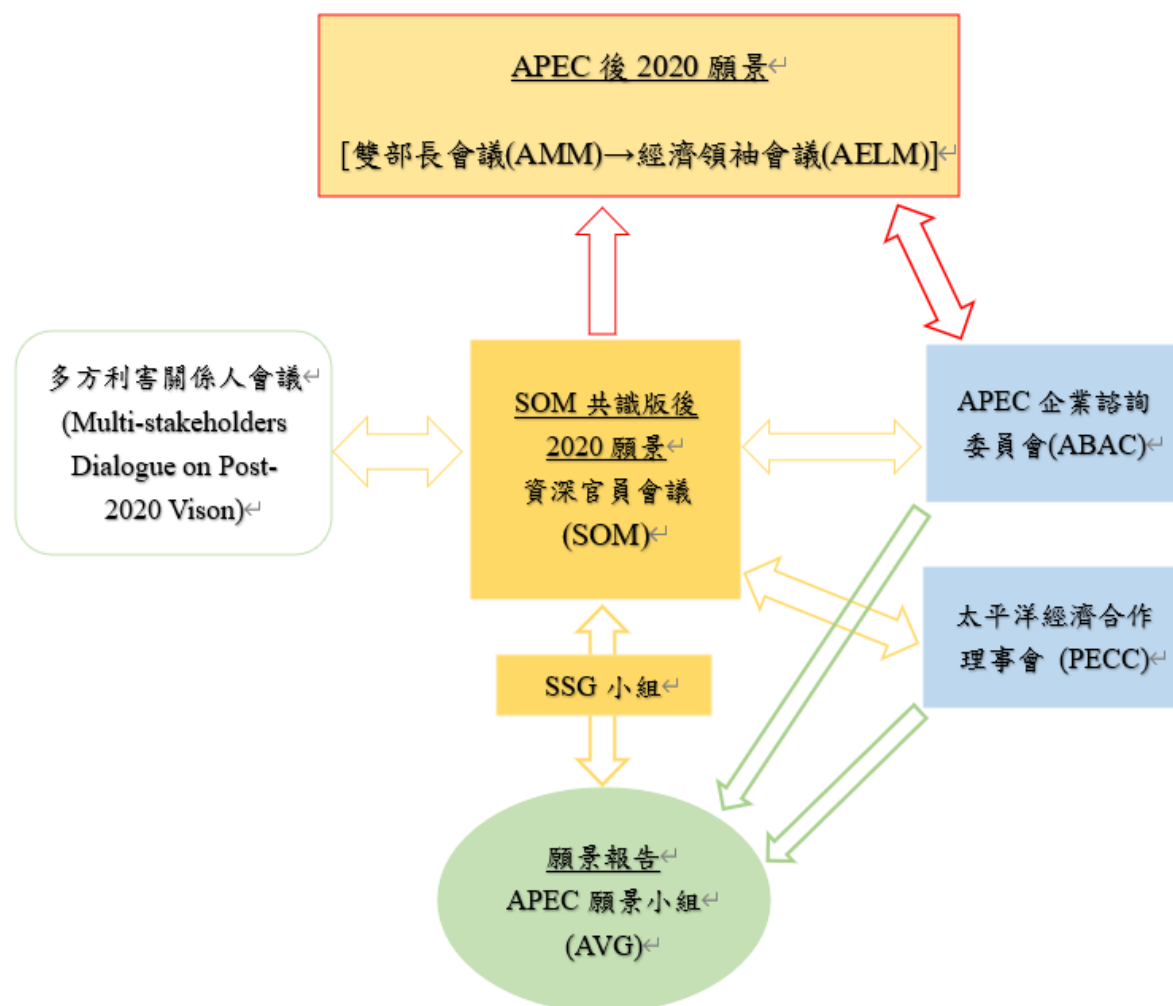 APEC 後 2020 願景↵
[雙部長會議(AMM)→經濟領袖會議(AELM)]↵
多方利害關係人會議↵
(Multi-stakeholders
Dialogue on Post-
2020 Vison)↵
SOM 共識版後
2020 願景↵
資深官員會議
(SOM)↵
APEC 企業諮詢
委員會(ABAC)↵
太平洋經濟合作
理事會 (PECC)↵
SSG 小組↵
願景報告↵
APEC 願景小組↵
(AVG)↵